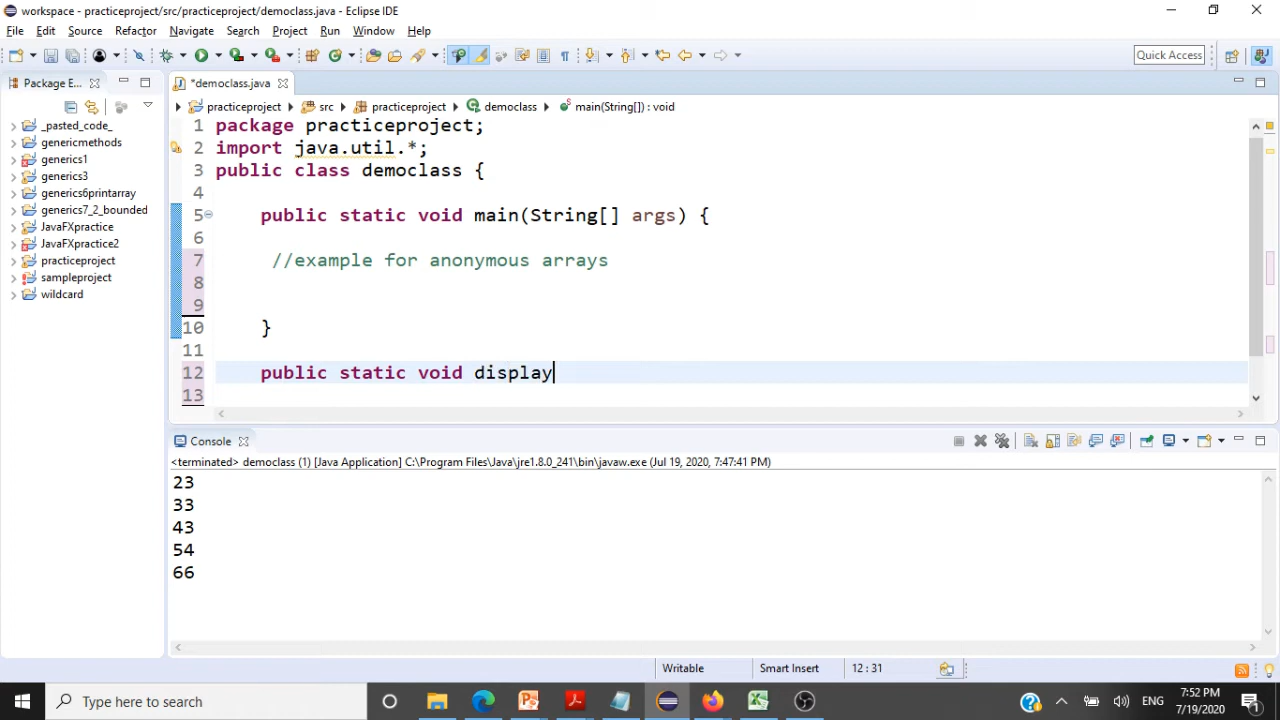 workspace - practiceproject/src/practiceproject/democlass.java - Eclipse IDE
File Edit Source Refactor Navigate Search Project Run Window Help
Quick Access
Package E...
*democlass.java
practiceproject src practiceproject democlass main(String[]) : void
_pasted_code_
genericmethods
generics1
generics3
generics6printarray
generics7_2_bounded
JavaFXpractice
JavaFXpractice2
practiceproject
sampleproject
wildcard
1 package practiceproject;
2 import java.util.*;
3 public class democlass {
4
5 public static void main(String[] args) {
6
7 //example for anonymous arrays
8
9
10 }
11
12 public static void display
13
Console
<terminated> democlass (1) [Java Application] C:\Program Files\Java\jre1.8.0_241\bin\javaw.exe (Jul 19, 2020, 7:47:41 PM)
23
33
43
54
66
Writable Smart Insert 12 : 31
Type here to search
ENG
7:52 PM
7/19/2020
1